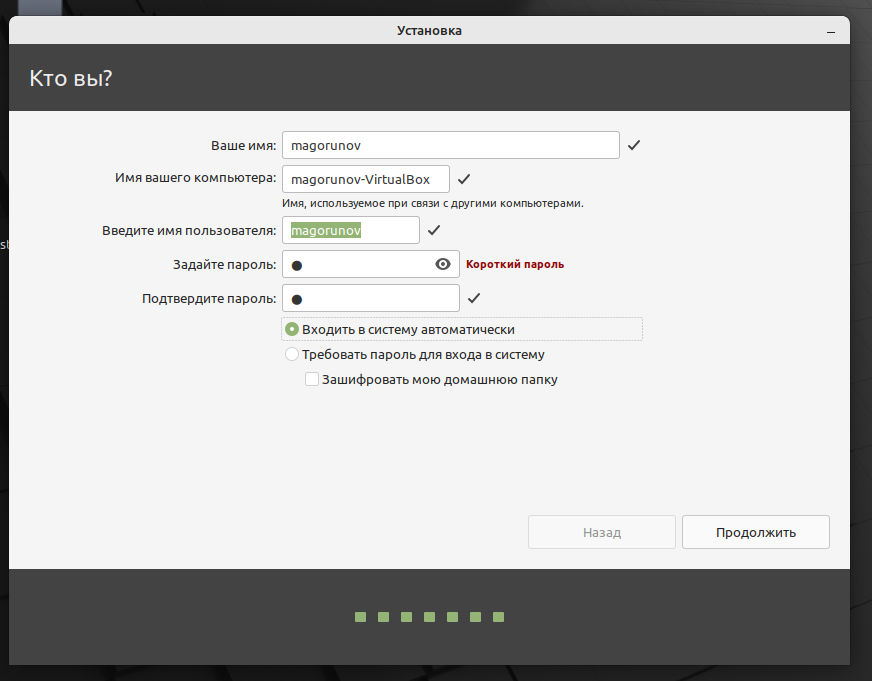 Установка
Кто вы?
Ваше имя: magorunov
Имя вашего компьютера: magorunov-VirtualBox
Имя, используемое при связи с другими компьютерами.
Введите имя пользователя: magorunov
Задайте пароль: ● Короткий пароль
Подтвердите пароль: ●
Входить в систему автоматически
Требовать пароль для входа в систему
Зашифровать мою домашнюю папку
Назад Продолжить